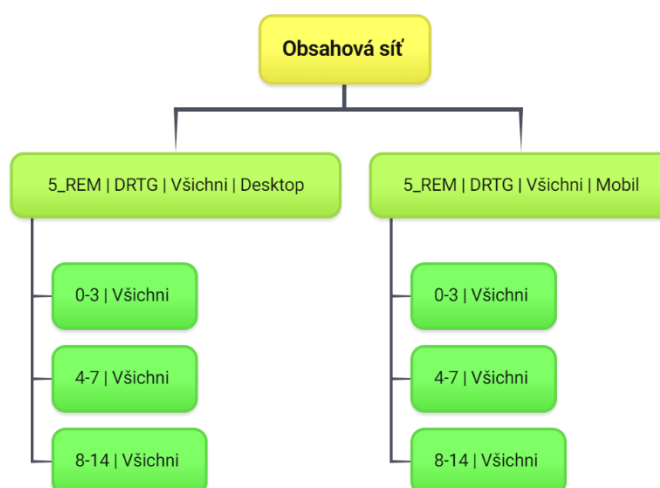 Obsahová síť
5_REM | DRTG | Všichni | Desktop
5_REM | DRTG | Všichni | Mobil
0-3 | Všichni
0-3 | Všichni
4-7 | Všichni
4-7 | Všichni
8-14 | Všichni
8-14 | Všichni